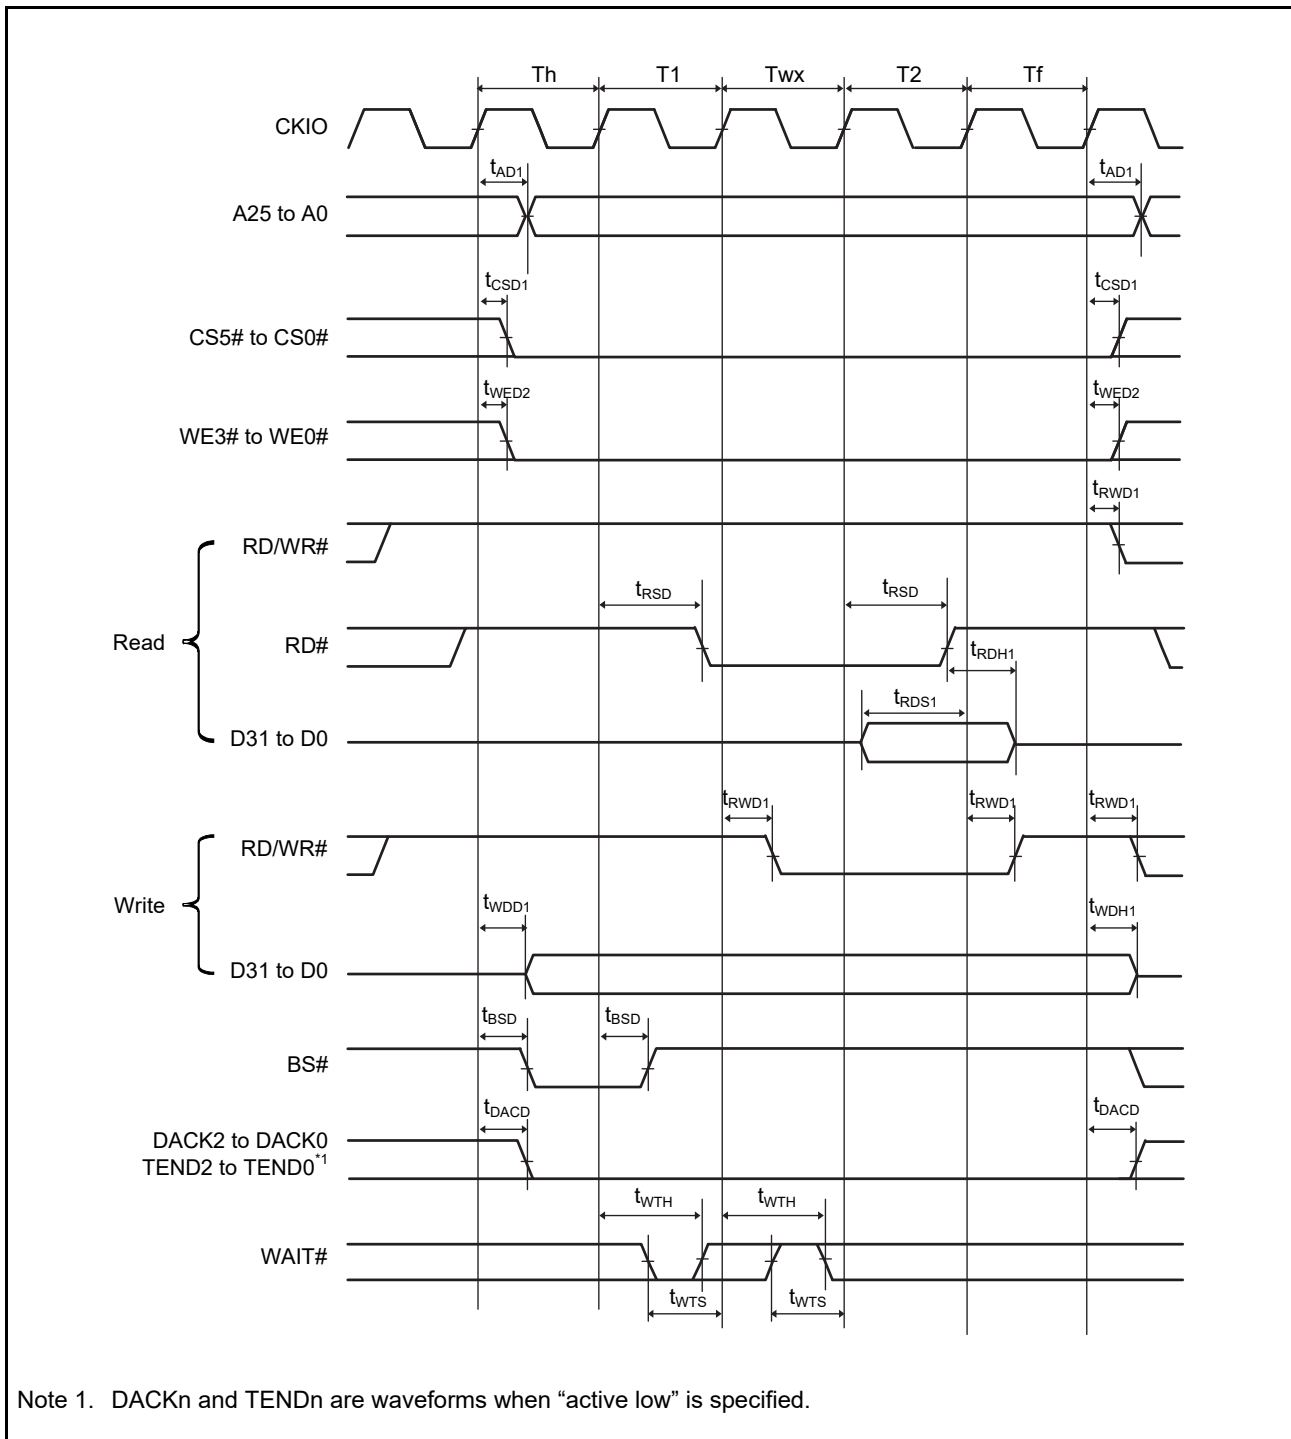 Th T1 Twx T2 Tf
CKIO
tAD1 tAD1
A25 to A0
tCSD1 tCSD1
CS5# to CS0#
tWED2 tWED2
WE3# to WE0#
tRWD1
RD/WR#
tRSD tRSD
Read
RD#
tRDH1
tRDS1
D31 to D0
tRWD1 tRWD1 tRWD1
RD/WR#
Write
tWDD1 tWDH1
D31 to D0
tBSD tBSD
BS#
tDACD tDACD
DACK2 to DACK0
TEND2 to TEND0*1
tWTH tWTH
WAIT#
tWTS tWTS
Note 1. DACKn and TENDn are waveforms when “active low” is specified.